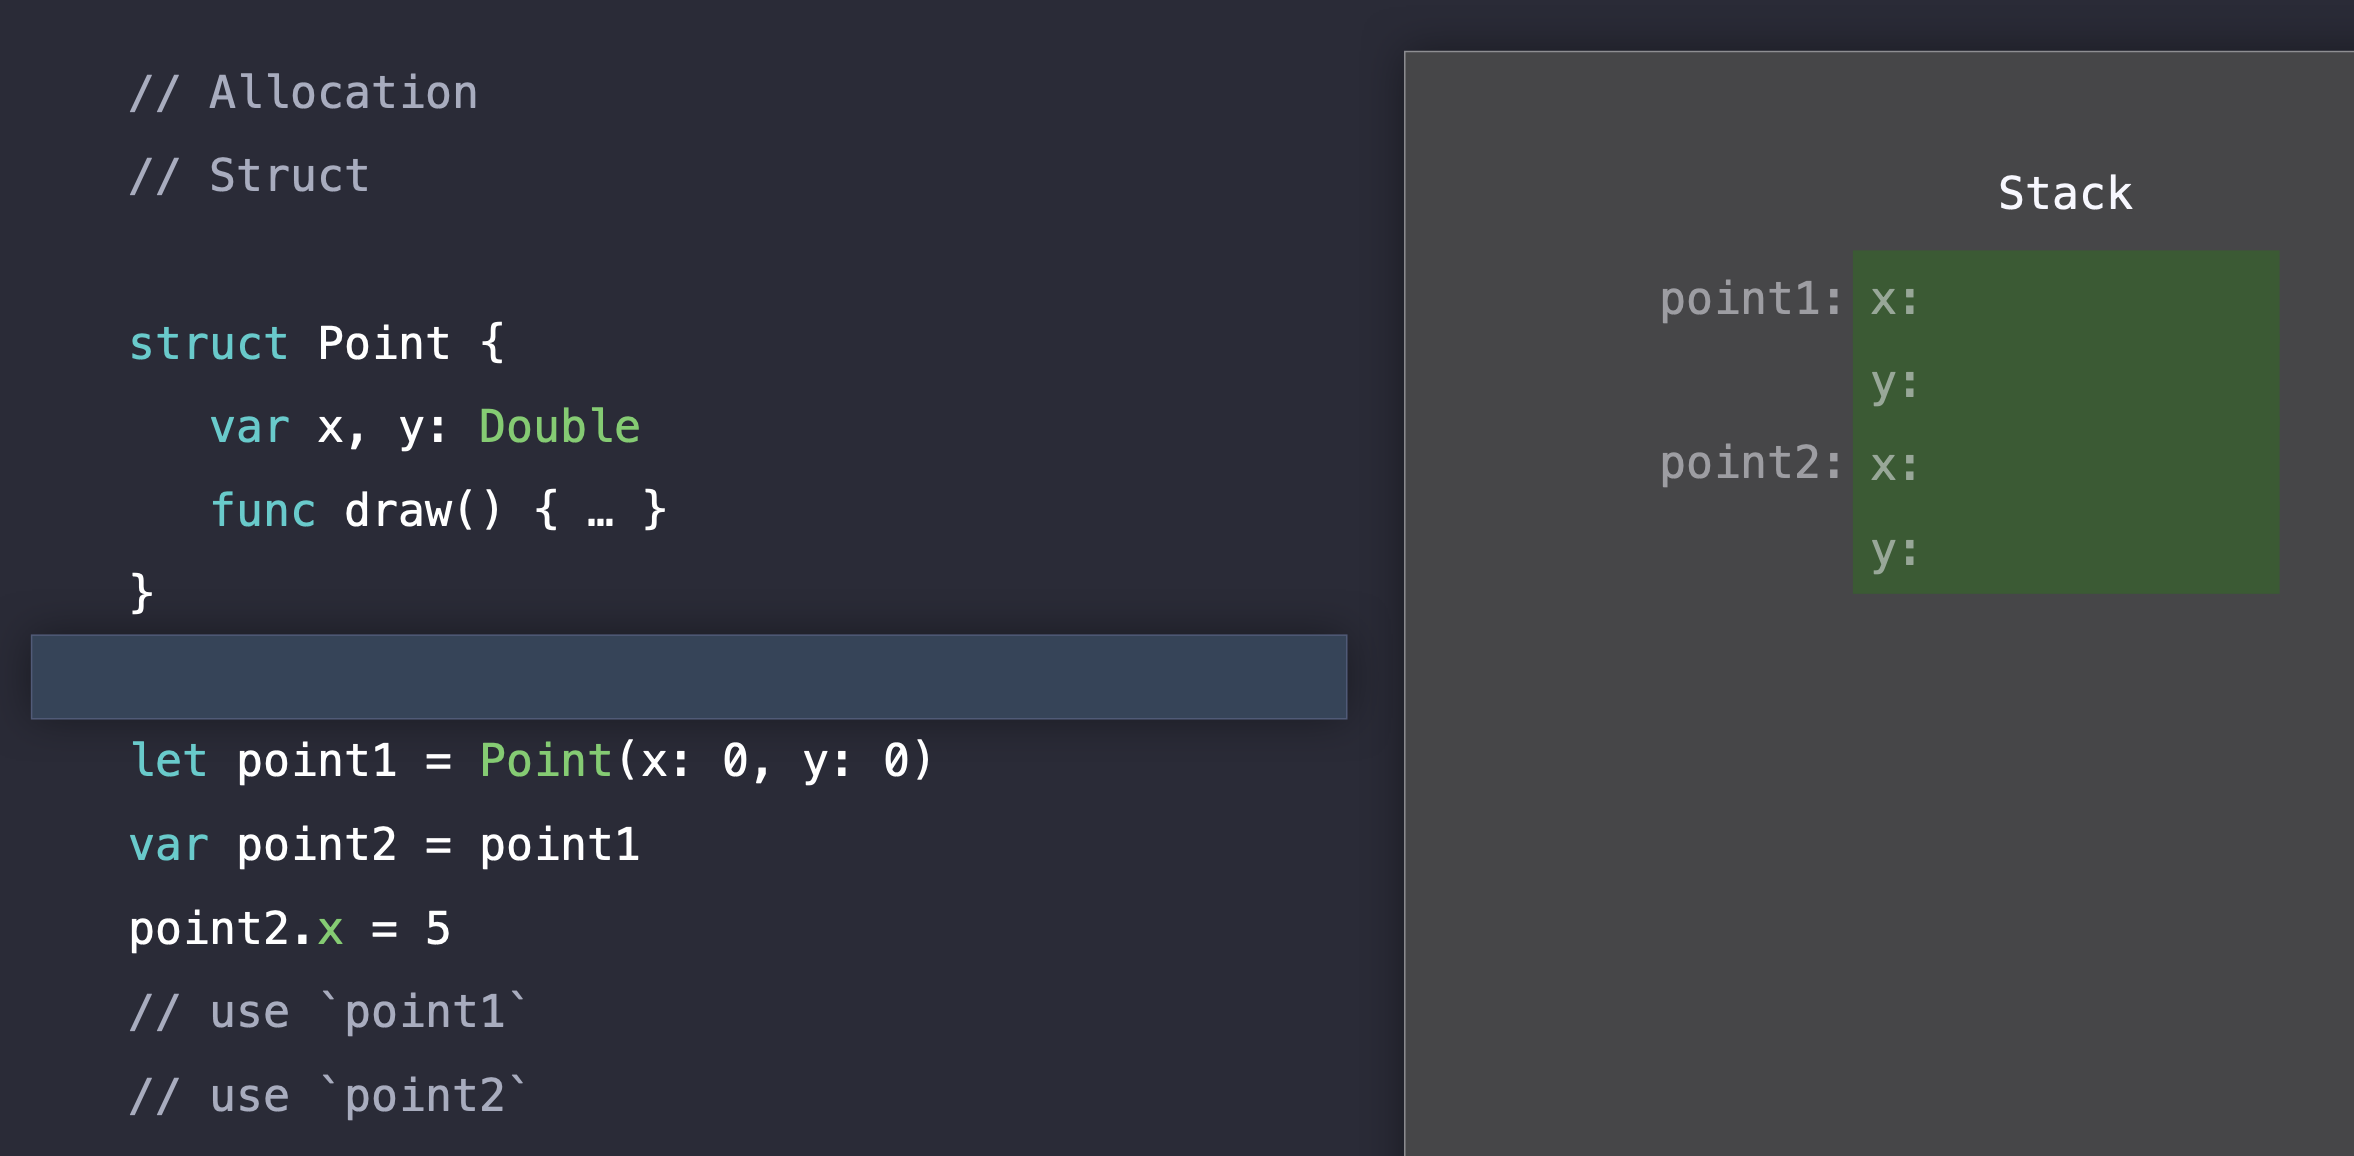 // Allocation
// Struct
struct Point {
   var x, y: Double
   func draw() { … }
}
let point1 = Point(x: 0, y: 0)
var point2 = point1
point2.x = 5
// use `point1`
// use `point2`
Stack
point1: x:
y:
point2: x:
y: